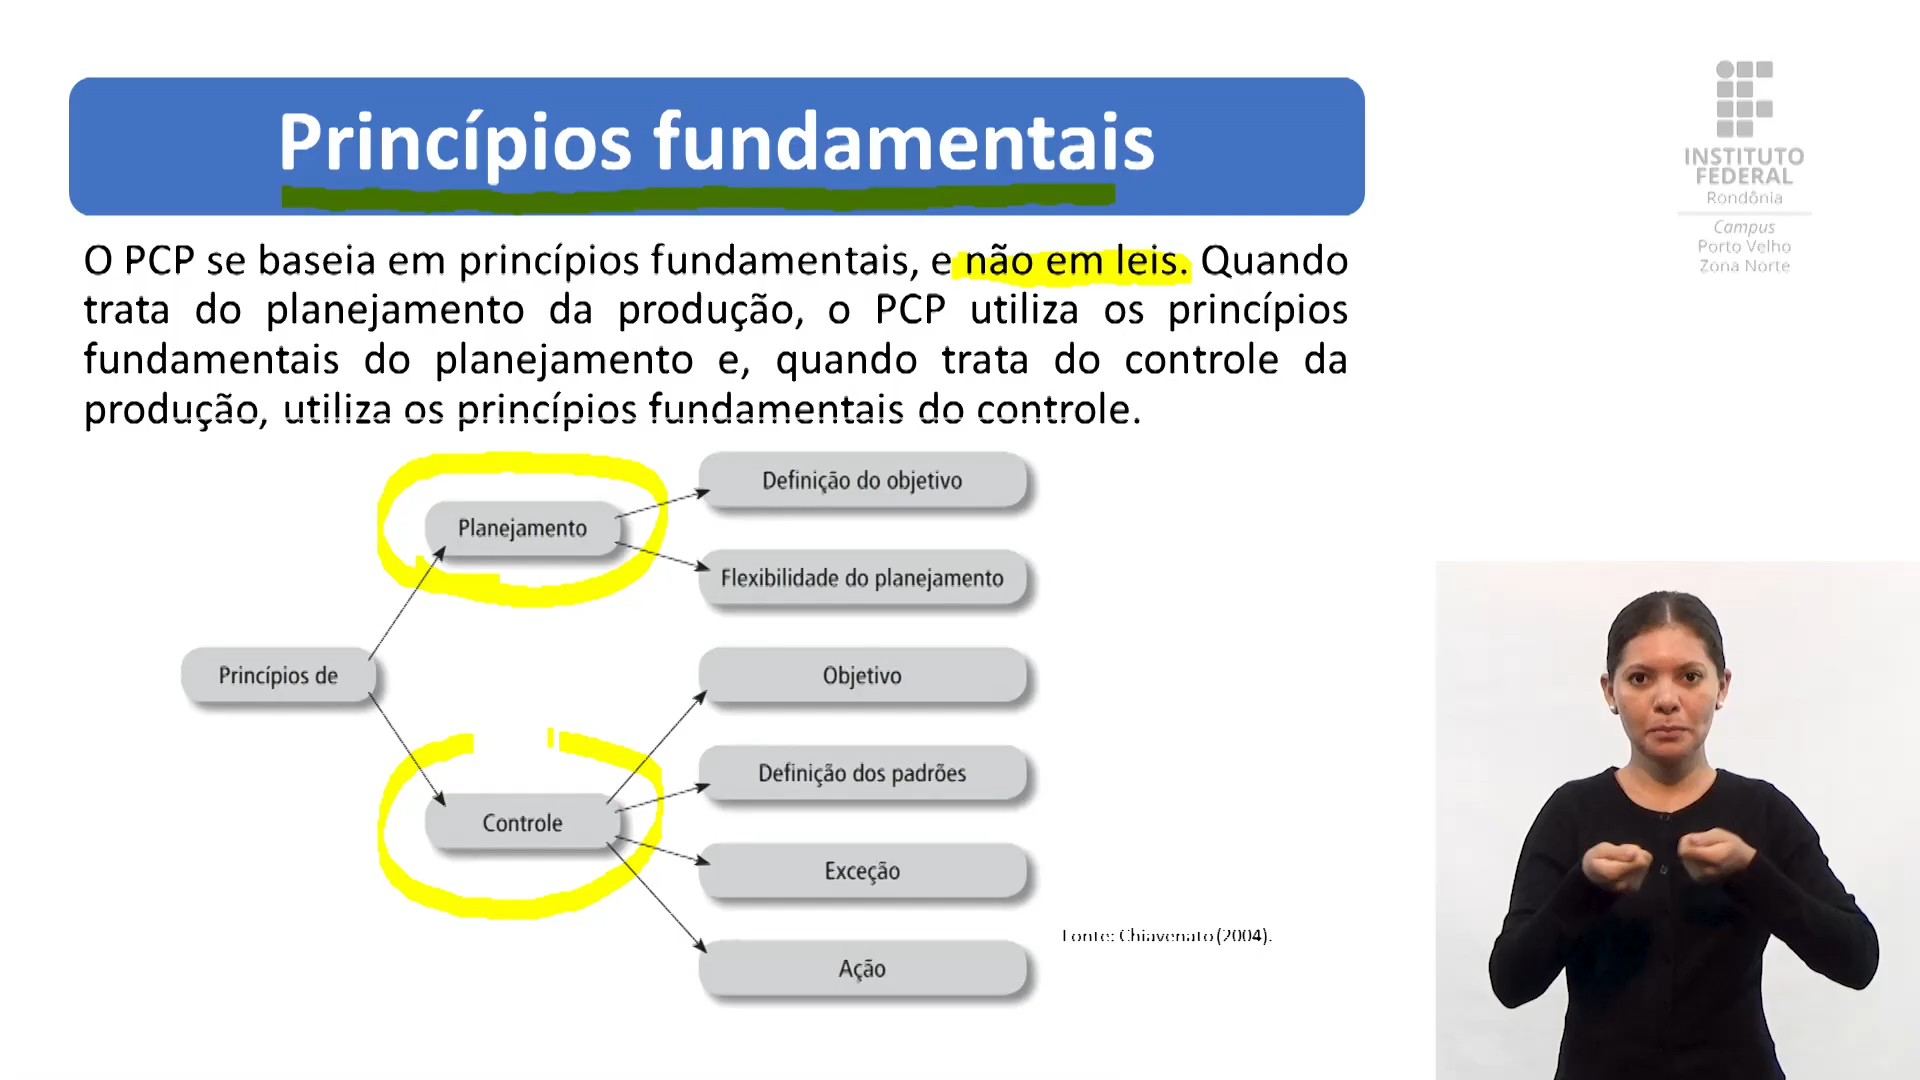 Princípios fundamentais
INSTITUTO
FEDERAL
Rondônia
Campus
Porto Velho
Zona Norte
O PCP se baseia em princípios fundamentais, e não em leis. Quando
trata do planejamento da produção, o PCP utiliza os princípios
fundamentais do planejamento e, quando trata do controle da
produção, utiliza os princípios fundamentais do controle.
Definição do objetivo
Planejamento
Flexibilidade do planejamento
Princípios de
Objetivo
Definição dos padrões
Controle
Exceção
Ação
Fonte: Chiavenato (2004).